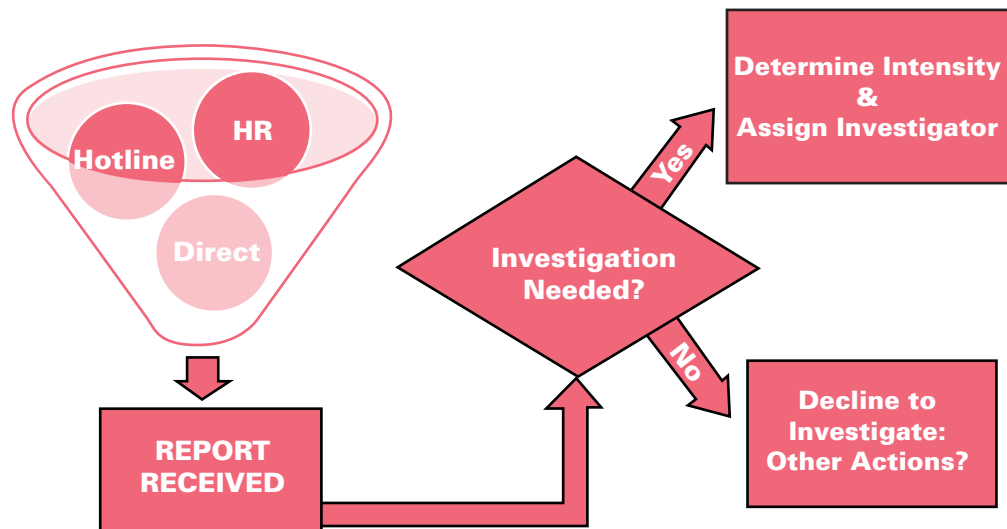 Hotline
HR
Direct
REPORT
RECEIVED
Investigation
Needed?
Yes
Determine Intensity
&
Assign Investigator
No
Decline to
Investigate:
Other Actions?